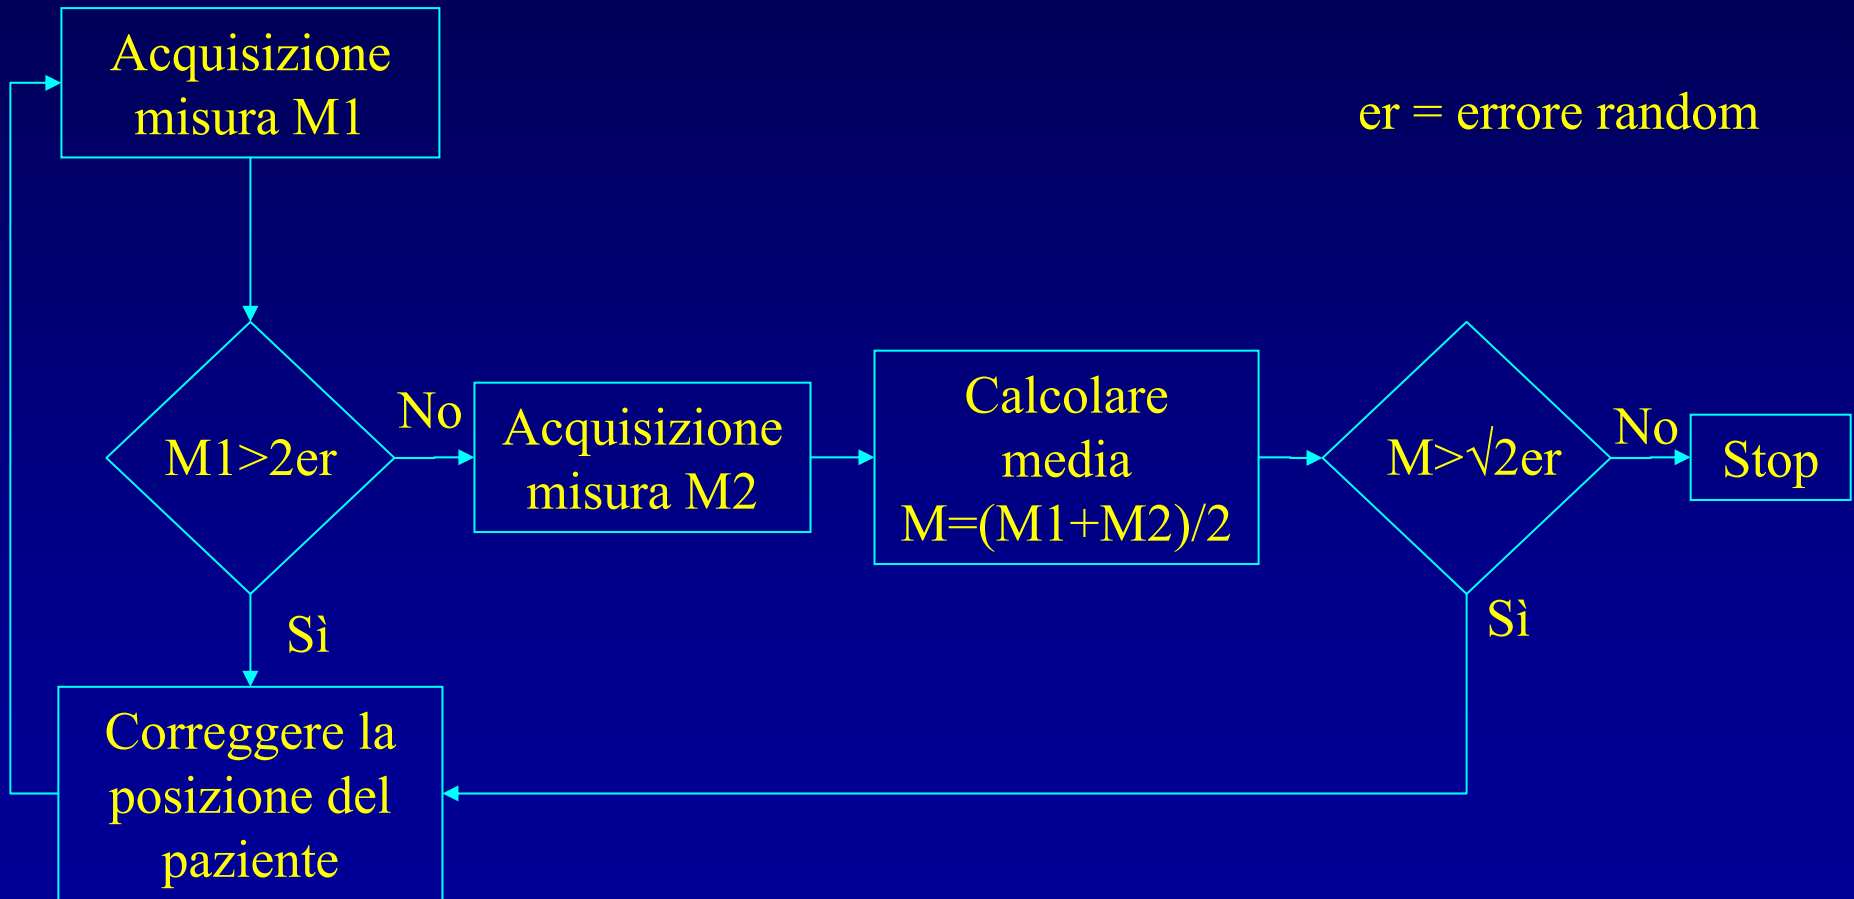 Acquisizione
misura M1
er = errore random
M1>2er
No
Acquisizione
misura M2
Calcolare
media
M=(M1+M2)/2
M>√2er
No
Stop
Sì
Sì
Correggere la
posizione del
paziente